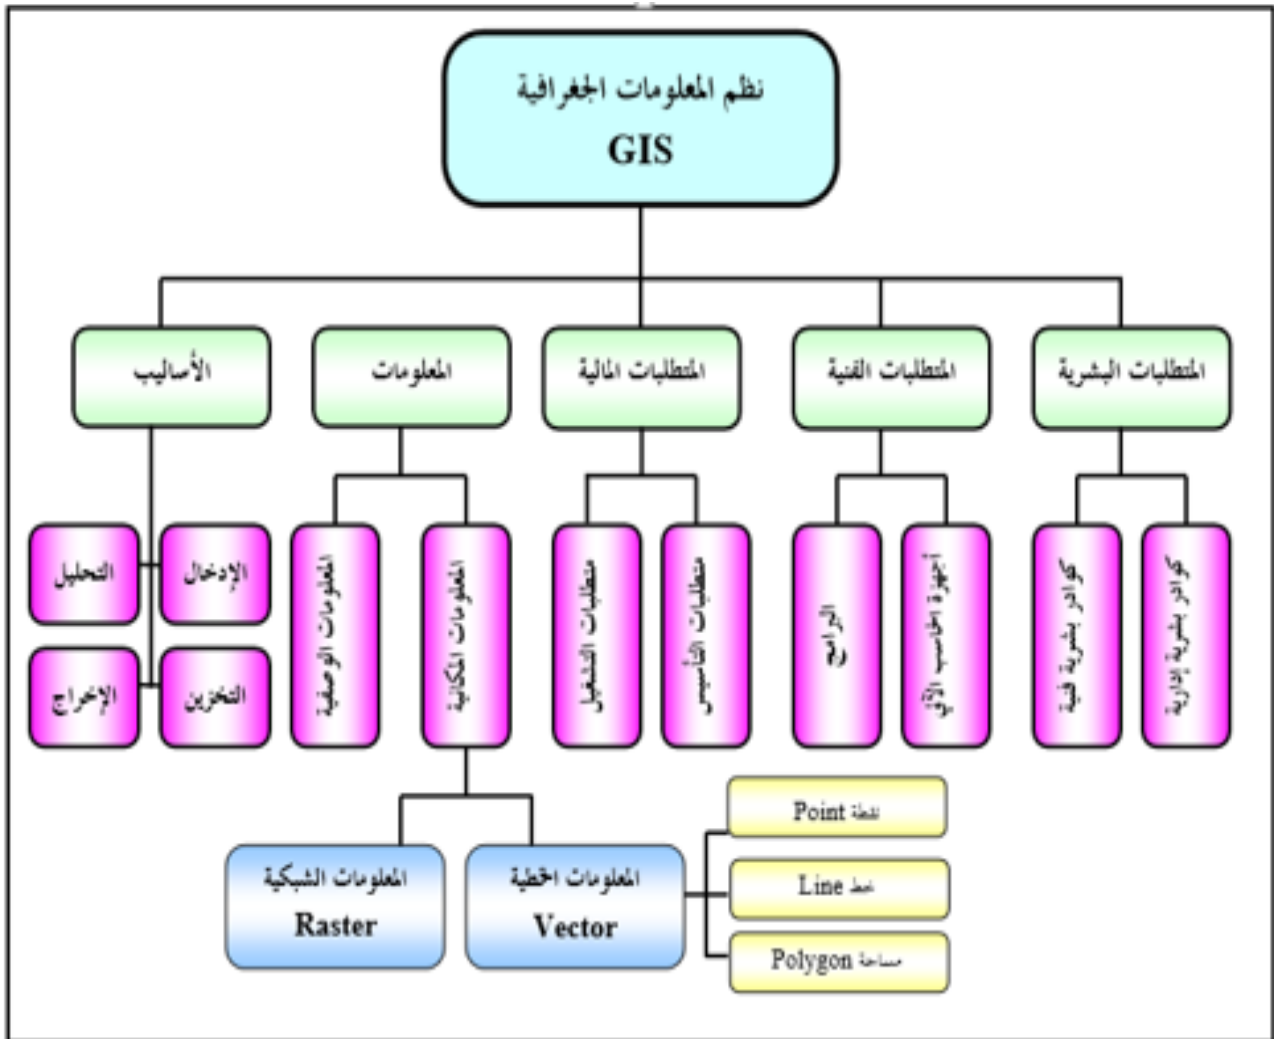 نظم المعلومات الجغرافية
GIS
المتطلبات البشرية
المتطلبات الفنية
المتطلبات المالية
المعلومات
الأساليب
كوادر بشرية إدارية
كوادر بشرية فنية
أجهزة الحاسب الآلي
البرامج
متطلبات التأسيس
متطلبات التشغيل
المعلومات المكانية
المعلومات الوصفية
الإدخال
التحليل
التخزين
الإخراج
المعلومات الخطية
Vector
المعلومات الشبكية
Raster
نقطة Point
خط Line
مساحة Polygon